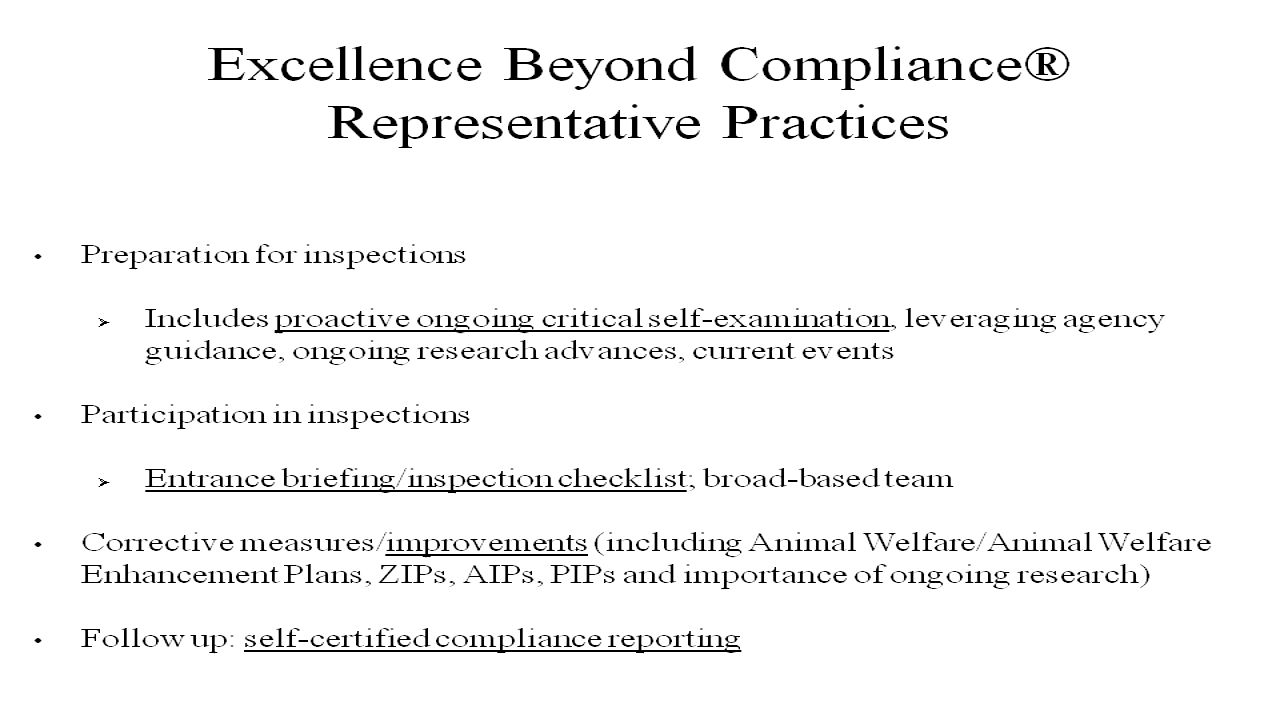 Excellence Beyond Compliance®
Representative Practices
• Preparation for inspections
➢ Includes proactive ongoing critical self-examination, leveraging agency
guidance, ongoing research advances, current events
• Participation in inspections
➢ Entrance briefing/inspection checklist; broad-based team
• Corrective measures/improvements (including Animal Welfare/Animal Welfare
Enhancement Plans, ZIPs, AIPs, PIPs and importance of ongoing research)
• Follow up: self-certified compliance reporting